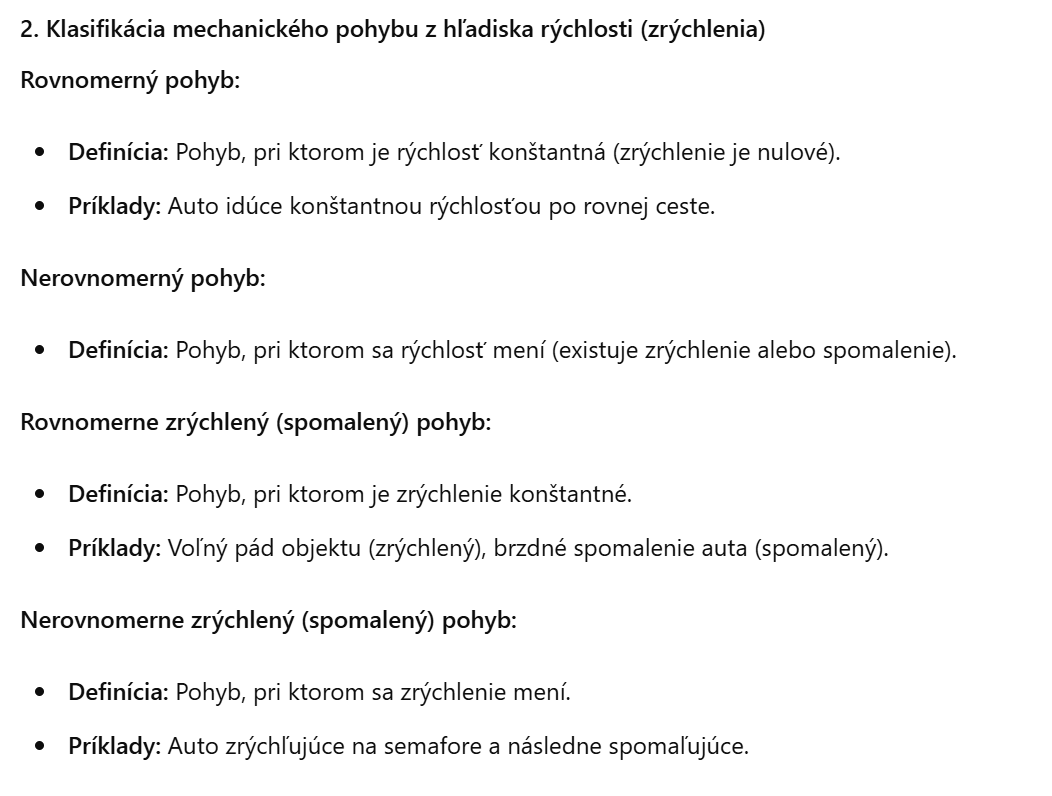 2. Klasifikácia mechanického pohybu z hľadiska rýchlosti (zrýchlenia)
Rovnomerný pohyb:
• Definícia: Pohyb, pri ktorom je rýchlosť konštantná (zrýchlenie je nulové).
• Príklady: Auto idúce konštantnou rýchlosťou po rovnej ceste.
Nerovnomerný pohyb:
• Definícia: Pohyb, pri ktorom sa rýchlosť mení (existuje zrýchlenie alebo spomalenie).
Rovnomerne zrýchlený (spomalený) pohyb:
• Definícia: Pohyb, pri ktorom je zrýchlenie konštantné.
• Príklady: Voľný pád objektu (zrýchlený), brzdné spomalenie auta (spomalený).
Nerovnomerne zrýchlený (spomalený) pohyb:
• Definícia: Pohyb, pri ktorom sa zrýchlenie mení.
• Príklady: Auto zrýchľujúce na semafore a následne spomaľujúce.